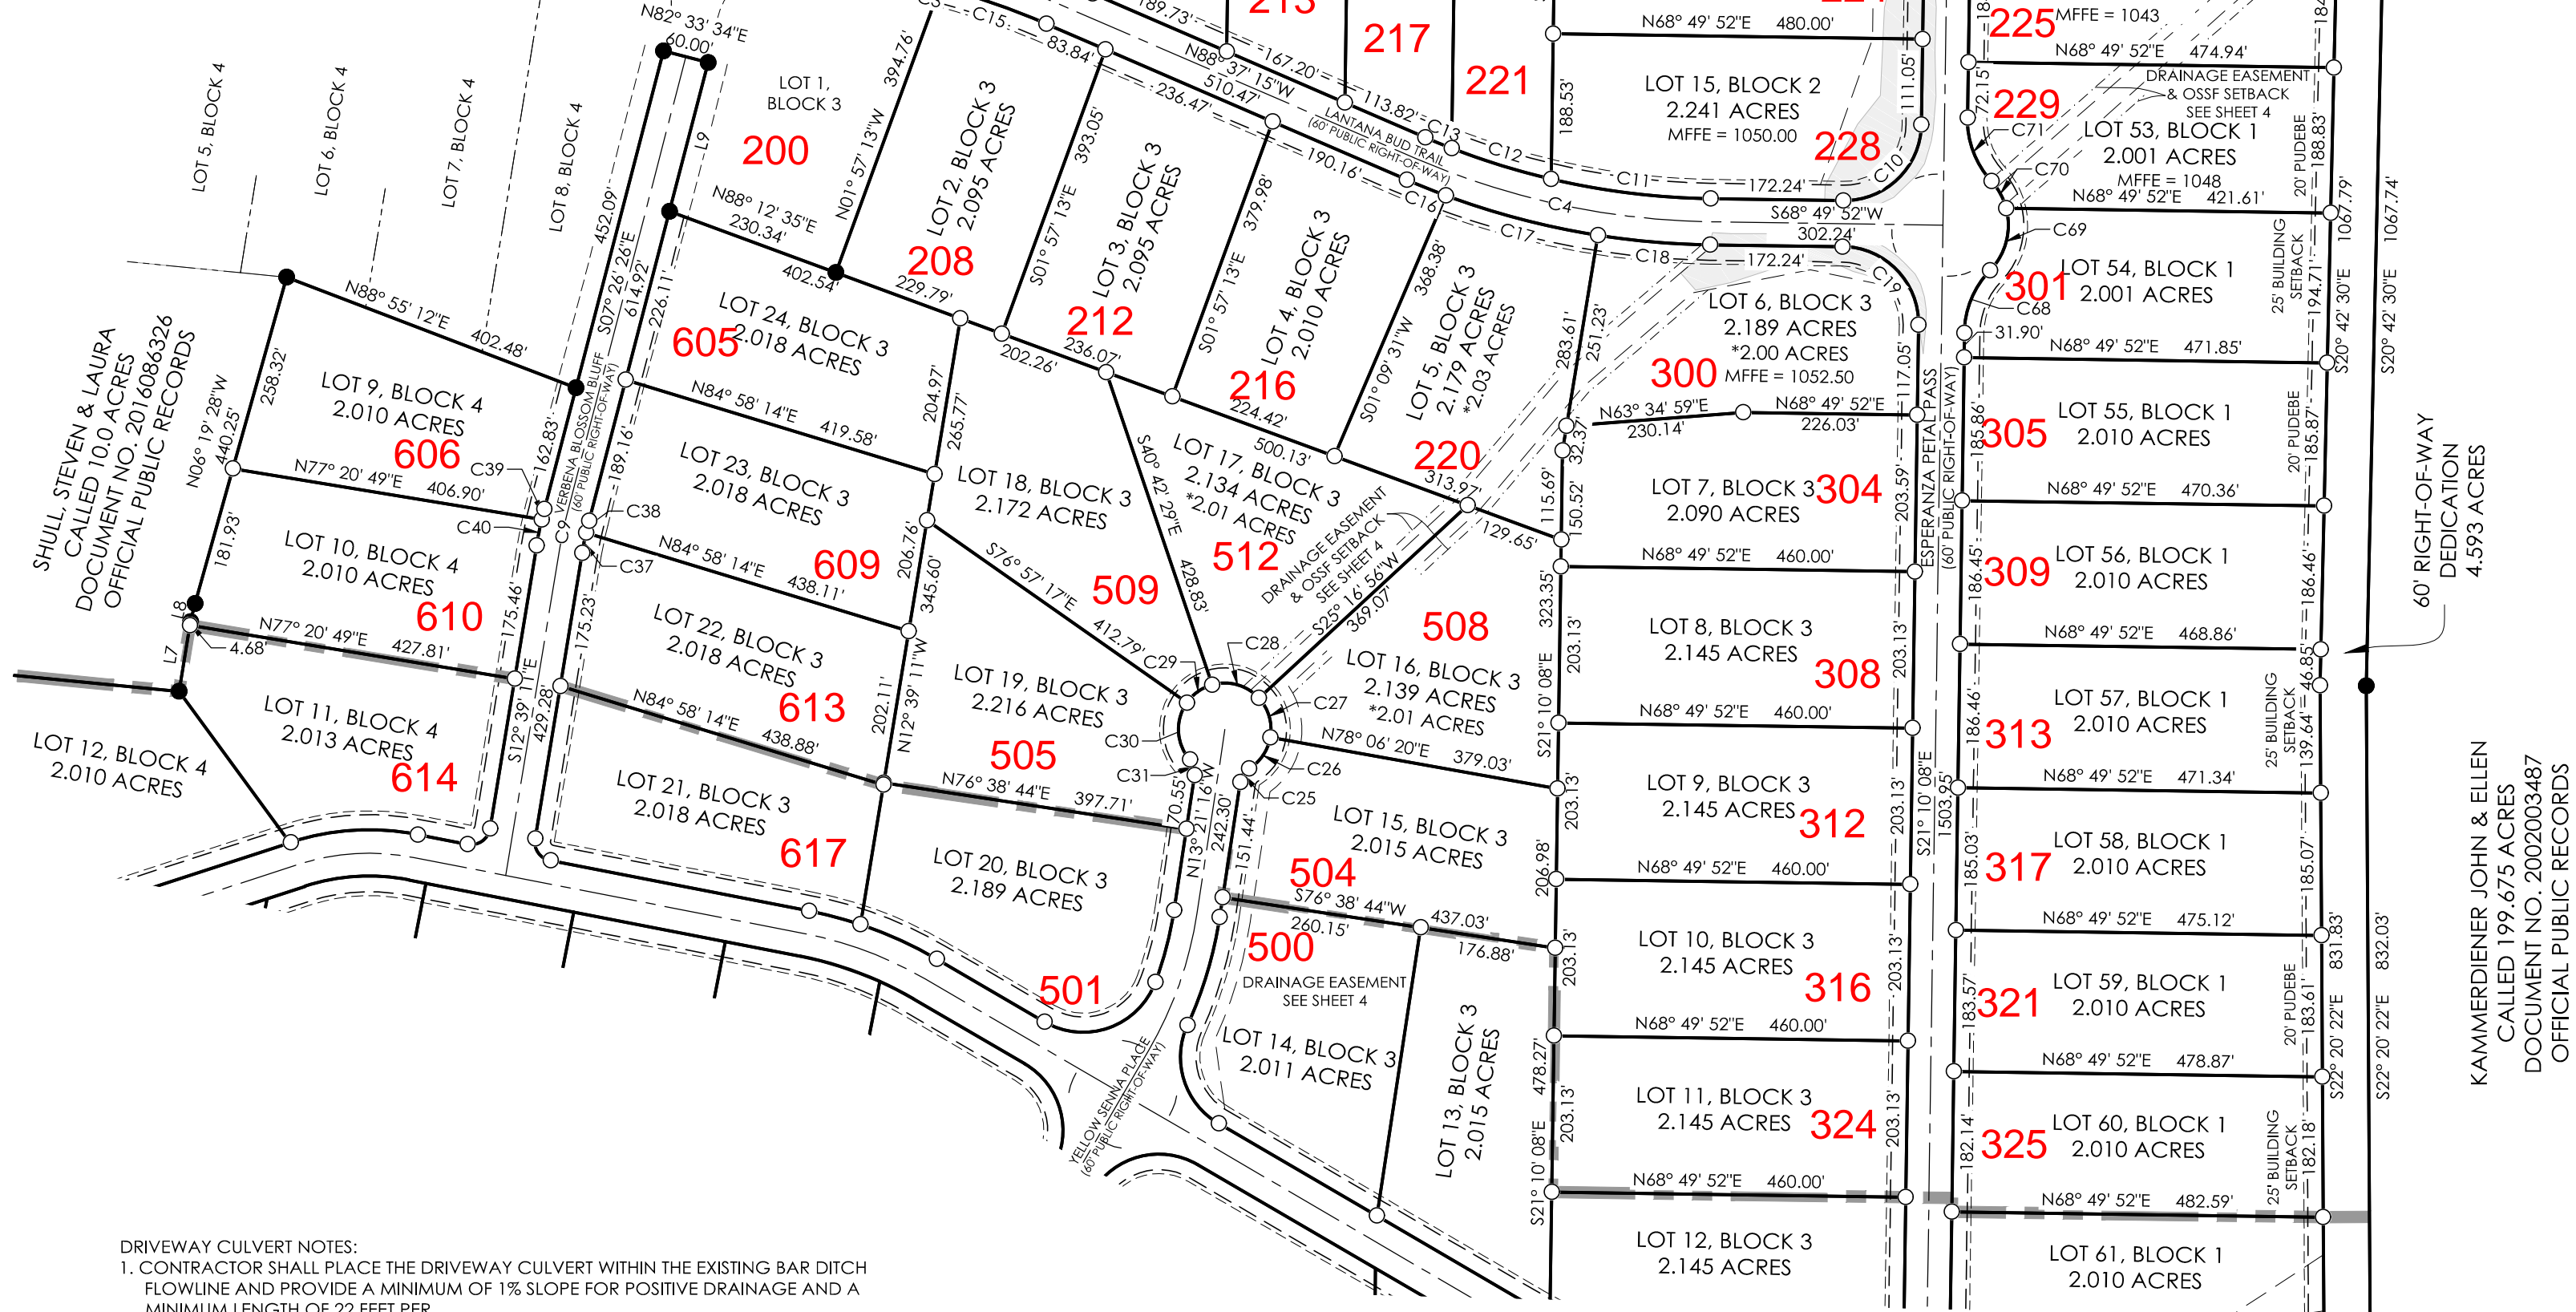 N82° 33' 34"E
60.00'
LOT 5, BLOCK 4
LOT 6, BLOCK 4
LOT 7, BLOCK 4
LOT 8, BLOCK 4
452.09'
S07° 26' 26"E
614.92'
226.11'
L9
LOT 1,
BLOCK 3
200
N88° 12' 35"E
230.34'
N01° 57' 13"W
394.76'
C15
83.84'
LOT 2, BLOCK 3
2.095 ACRES
208
402.54'
229.79'
S01° 57' 13"E
393.05'
LOT 3, BLOCK 3
2.095 ACRES
212
202.26'
236.07'
236.47'
N88° 37' 15"W
510.47'
189.73'
167.20'
213
217
221
113.82'
C13
C12
LANTANA BUD TRAIL
(60' PUBLIC RIGHT-OF-WAY)
190.16'
C16
S01° 57' 13"E
379.98'
LOT 4, BLOCK 3
2.010 ACRES
216
224.42'
500.13'
S01° 09' 31"W
368.38'
LOT 5, BLOCK 3
2.179 ACRES
*2.03 ACRES
220
313.97'
129.65'
C17
C4
C11
C18
188.53'
N68° 49' 52"E 480.00'
LOT 15, BLOCK 2
2.241 ACRES
MFFE = 1050.00
228
111.05'
C10
172.24'
S68° 49' 52"W
302.24'
172.24'
C19
225
MFFE = 1043
N68° 49' 52"E 474.94'
DRAINAGE EASEMENT
& OSSF SETBACK
SEE SHEET 4
229
72.15'
C71
LOT 53, BLOCK 1
2.001 ACRES
MFFE = 1048
C70
N68° 49' 52"E 421.61'
20' PUDEBE
188.83'
C69
LOT 54, BLOCK 1
2.001 ACRES
301
C68
31.90'
25' BUILDING
SETBACK
194.71'
S20° 42' 30"E 1067.79'
S20° 42' 30"E 1067.74'
N68° 49' 52"E 471.85'
LOT 6, BLOCK 3
2.189 ACRES
*2.00 ACRES
MFFE = 1052.50
300
117.05'
283.61'
251.23'
32.37'
N63° 34' 59"E
230.14'
N68° 49' 52"E
226.03'
LOT 7, BLOCK 3
2.090 ACRES
304
203.59'
115.69'
150.52'
N68° 49' 52"E 460.00'
ESPERANZA PETAL PASS
(60' PUBLIC RIGHT-OF-WAY)
305
185.86'
LOT 55, BLOCK 1
2.010 ACRES
20' PUDEBE
185.87'
N68° 49' 52"E 470.36'
309
186.45'
LOT 56, BLOCK 1
2.010 ACRES
186.46'
N68° 49' 52"E 468.86'
60' RIGHT-OF-WAY
DEDICATION
4.593 ACRES
SHULL, STEVEN & LAURA
CALLED 10.0 ACRES
DOCUMENT NO. 2016086326
OFFICIAL PUBLIC RECORDS
N88° 55' 12"E
402.48'
258.32'
N06° 19' 28"W
440.25'
LOT 9, BLOCK 4
2.010 ACRES
606
162.83'
C39
N77° 20' 49"E 406.90'
C40
VERBENA BLOSSOM BLUFF
(60' PUBLIC RIGHT-OF-WAY)
C9
181.93'
LOT 10, BLOCK 4
2.010 ACRES
610
175.46'
L8
L7
4.68'
N77° 20' 49"E
427.81'
LOT 11, BLOCK 4
2.013 ACRES
614
S12° 39' 11"E
429.28'
LOT 12, BLOCK 4
2.010 ACRES
LOT 24, BLOCK 3
2.018 ACRES
605
N84° 58' 14"E
419.58'
204.97'
265.77'
189.16'
LOT 23, BLOCK 3
2.018 ACRES
609
C38
C37
N84° 58' 14"E
438.11'
206.76'
345.60'
175.23'
LOT 22, BLOCK 3
2.018 ACRES
613
N84° 58' 14"E
438.88'
202.11'
N12° 39' 11"W
LOT 21, BLOCK 3
2.018 ACRES
617
LOT 18, BLOCK 3
2.172 ACRES
509
S76° 57' 17"E
412.79'
S40° 42' 29"E
428.83'
LOT 17, BLOCK 3
2.134 ACRES
*2.01 ACRES
512
DRAINAGE EASEMENT
& OSSF SETBACK
SEE SHEET 4
S25° 16' 56"W
369.07'
508
LOT 16, BLOCK 3
2.139 ACRES
*2.01 ACRES
C29
C28
C27
C30
C31
C26
C25
N78° 06' 20"E 379.03'
LOT 19, BLOCK 3
2.216 ACRES
505
N76° 38' 44"E 397.71'
70.55'
N13° 21' 16"W
242.30'
151.44'
LOT 20, BLOCK 3
2.189 ACRES
501
LOT 15, BLOCK 3
2.015 ACRES
504
S76° 38' 44"W
437.03'
260.15'
176.88'
500
DRAINAGE EASEMENT
SEE SHEET 4
LOT 14, BLOCK 3
2.011 ACRES
LOT 13, BLOCK 3
2.015 ACRES
YELLOW SENNA PLACE
(60' PUBLIC RIGHT-OF-WAY)
S21° 10' 08"E 323.35'
203.13'
LOT 8, BLOCK 3
2.145 ACRES
308
203.13'
N68° 49' 52"E 460.00'
203.13'
206.98'
LOT 9, BLOCK 3
2.145 ACRES
312
203.13'
N68° 49' 52"E 460.00'
S21° 10' 08"E
1503.95'
203.13'
LOT 10, BLOCK 3
2.145 ACRES
316
203.13'
N68° 49' 52"E 460.00'
S21° 10' 08"E 478.27'
203.13'
LOT 11, BLOCK 3
2.145 ACRES
324
203.13'
N68° 49' 52"E 460.00'
LOT 12, BLOCK 3
2.145 ACRES
313
186.46'
LOT 57, BLOCK 1
2.010 ACRES
25' BUILDING
SETBACK
46.85'
139.64'
N68° 49' 52"E 471.34'
317
185.03'
LOT 58, BLOCK 1
2.010 ACRES
185.07'
N68° 49' 52"E 475.12'
321
183.57'
LOT 59, BLOCK 1
2.010 ACRES
20' PUDEBE
183.61'
S22° 20' 22"E 831.83'
S22° 20' 22"E 832.03'
N68° 49' 52"E 478.87'
325
182.14'
LOT 60, BLOCK 1
2.010 ACRES
25' BUILDING
SETBACK
182.18'
N68° 49' 52"E 482.59'
LOT 61, BLOCK 1
2.010 ACRES
KAMMERDIENER JOHN & ELLEN
CALLED 199.675 ACRES
DOCUMENT NO. 2002003487
OFFICIAL PUBLIC RECORDS
DRIVEWAY CULVERT NOTES:
1. CONTRACTOR SHALL PLACE THE DRIVEWAY CULVERT WITHIN THE EXISTING BAR DITCH
FLOWLINE AND PROVIDE A MINIMUM OF 1% SLOPE FOR POSITIVE DRAINAGE AND A
MINIMUM LENGTH OF 22 FEET PER